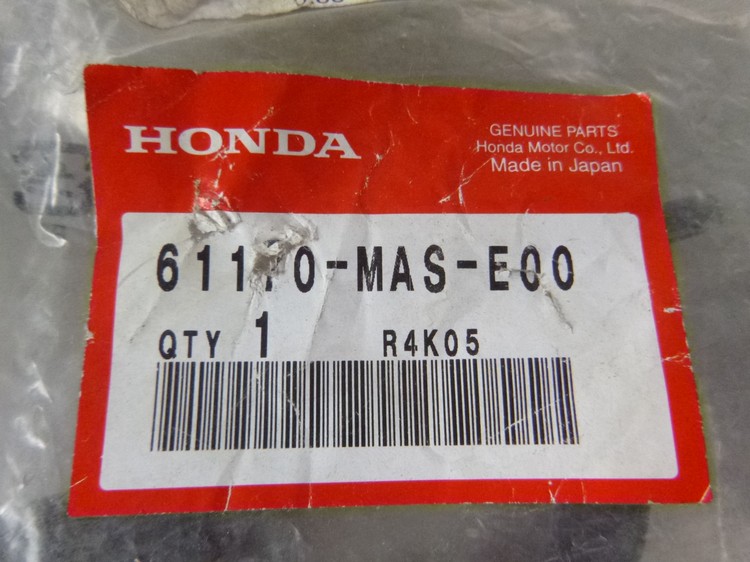 HONDA
GENUINE PARTS
Honda Motor Co., Ltd.
Made in Japan
QTY 1 R4K05